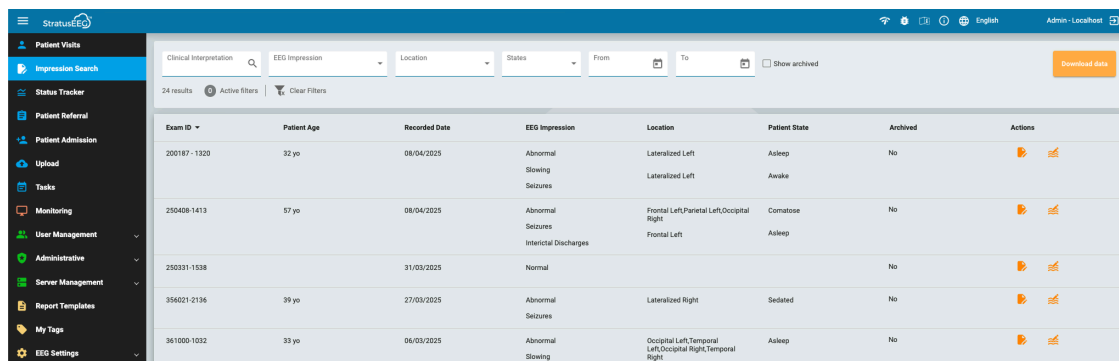 StratusEEG
English
Admin - Localhost
Patient Visits
Impression Search
Status Tracker
Patient Referral
Patient Admission
Upload
Tasks
Monitoring
User Management
Administrative
Server Management
Report Templates
My Tags
EEG Settings
Clinical Interpretation
EEG Impression
Location
States
From
To
Show archived
Download data
24 results 0 Active filters Clear Filters
Exam ID Patient Age Recorded Date EEG Impression Location Patient State Archived Actions
200187 - 1320 32 yo 08/04/2025 Abnormal Lateralized Left Asleep No
Slowing Lateralized Left Awake
Seizures
250408-1413 57 yo 08/04/2025 Abnormal Frontal Left,Parietal Left,Occipital Right Comatose No
Seizures Frontal Left Asleep
Interictal Discharges
250331-1538 31/03/2025 Normal No
356021-2136 39 yo 27/03/2025 Abnormal Lateralized Right Sedated No
Seizures
361000-1032 33 yo 06/03/2025 Abnormal Occipital Left,Temporal Left,Occipital Right,Temporal Right Asleep No
Slowing